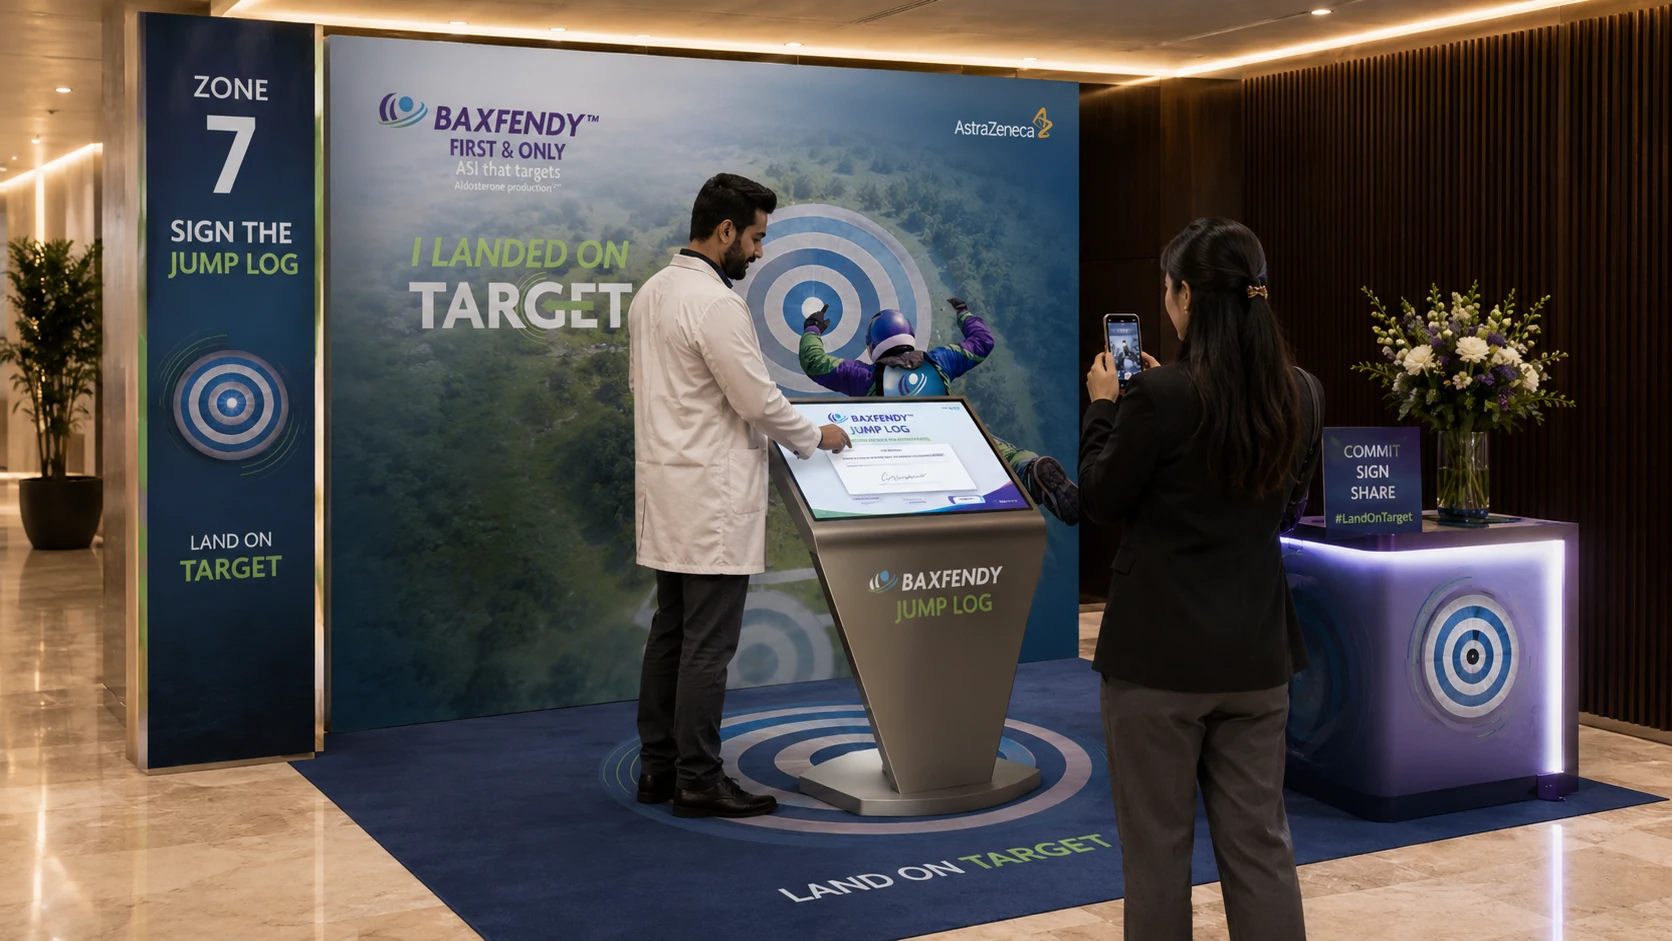 ZONE
7
SIGN THE
JUMP LOG
LAND ON
TARGET
BAXFENDY™
FIRST & ONLY
ASI that targets
Aldosterone production
AstraZeneca
I LANDED ON
TARGET
BAXFENDY™
JUMP LOG
BAXFENDY
JUMP LOG
COMMIT
SIGN
SHARE
#LandOnTarget
LAND ON TARGET